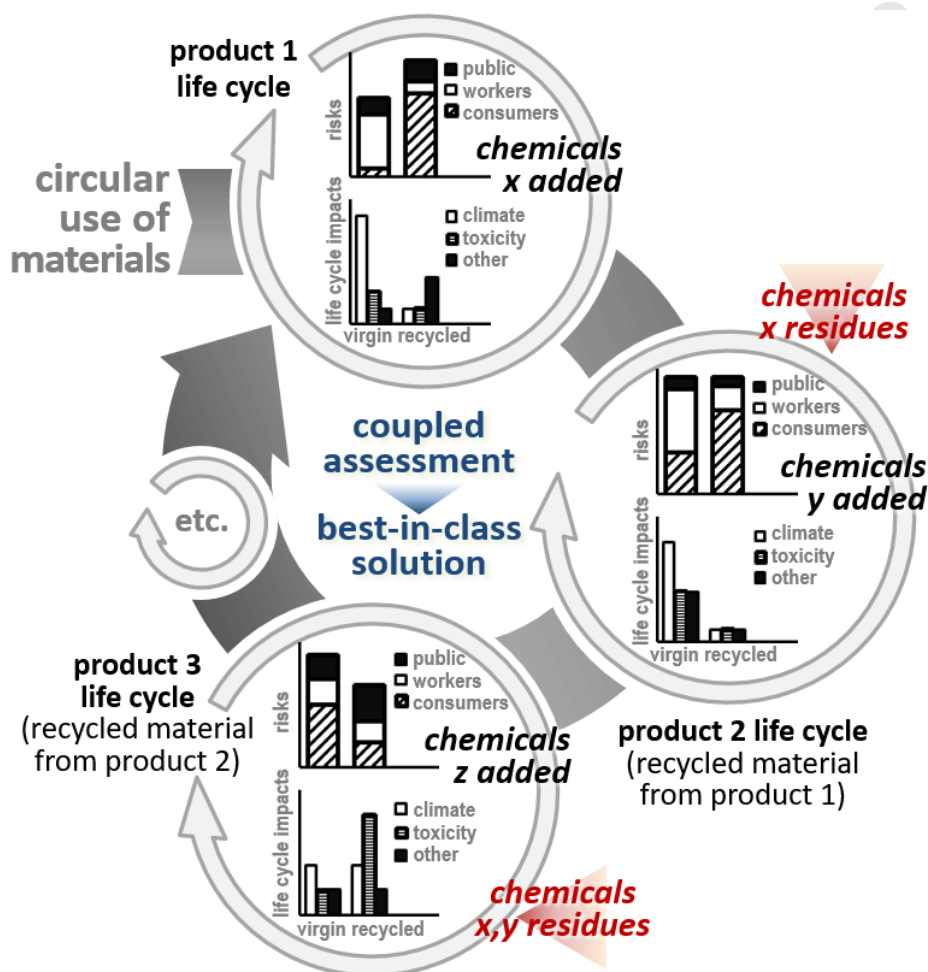 product 1
life cycle
risks
public
workers
consumers
chemicals
x added
life cycle impacts
climate
toxicity
other
virgin recycled
circular
use of
materials
chemicals
x residues
risks
public
workers
consumers
chemicals
y added
life cycle impacts
climate
toxicity
other
virgin recycled
product 2 life cycle
(recycled material
from product 1)
coupled
assessment
best-in-class
solution
etc.
product 3
life cycle
(recycled material
from product 2)
risks
public
workers
consumers
chemicals
z added
life cycle impacts
climate
toxicity
other
virgin recycled
chemicals
x,y residues